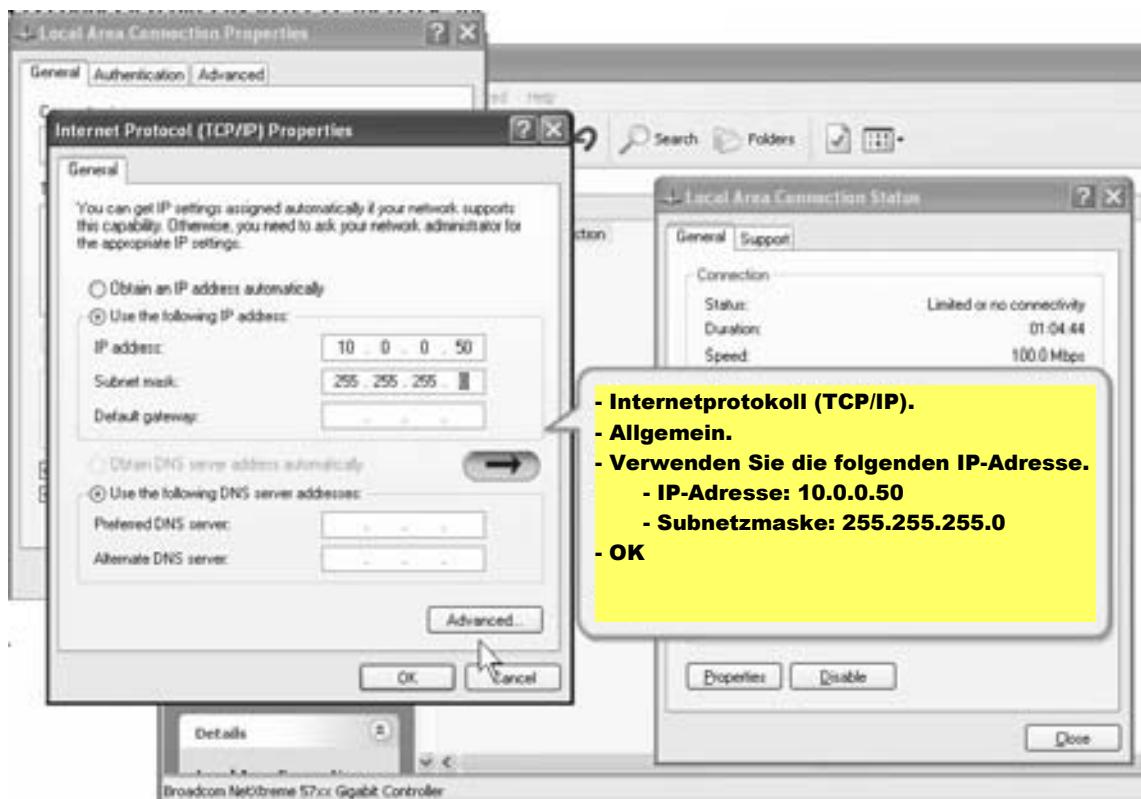 Local Area Connection Properties
General Authentication Advanced
Internet Protocol (TCP/IP) Properties
General
You can get IP settings assigned automatically if your network supports
this capability. Otherwise, you need to ask your network administrator for
the appropriate IP settings.
Obtain an IP address automatically
Use the following IP address:
IP address: 10 . 0 . 0 . 50
Subnet mask: 255 . 255 . 255 .
Default gateway:
Obtain DNS server address automatically
Use the following DNS server addresses:
Preferred DNS server:
Alternate DNS server:
Advanced...
OK Cancel
Help
Search Folders
Local Area Connection Status
General Support
Connection
Status: Limited or no connectivity
Duration: 01:04:44
Speed: 100.0 Mbps
- Internetprotokoll (TCP/IP).
- Allgemein.
- Verwenden Sie die folgenden IP-Adresse.
- IP-Adresse: 10.0.0.50
- Subnetzmaske: 255.255.255.0
- OK
Properties Disable
Close
Details
Broadcom NetXtreme 57xx Gigabit Controller